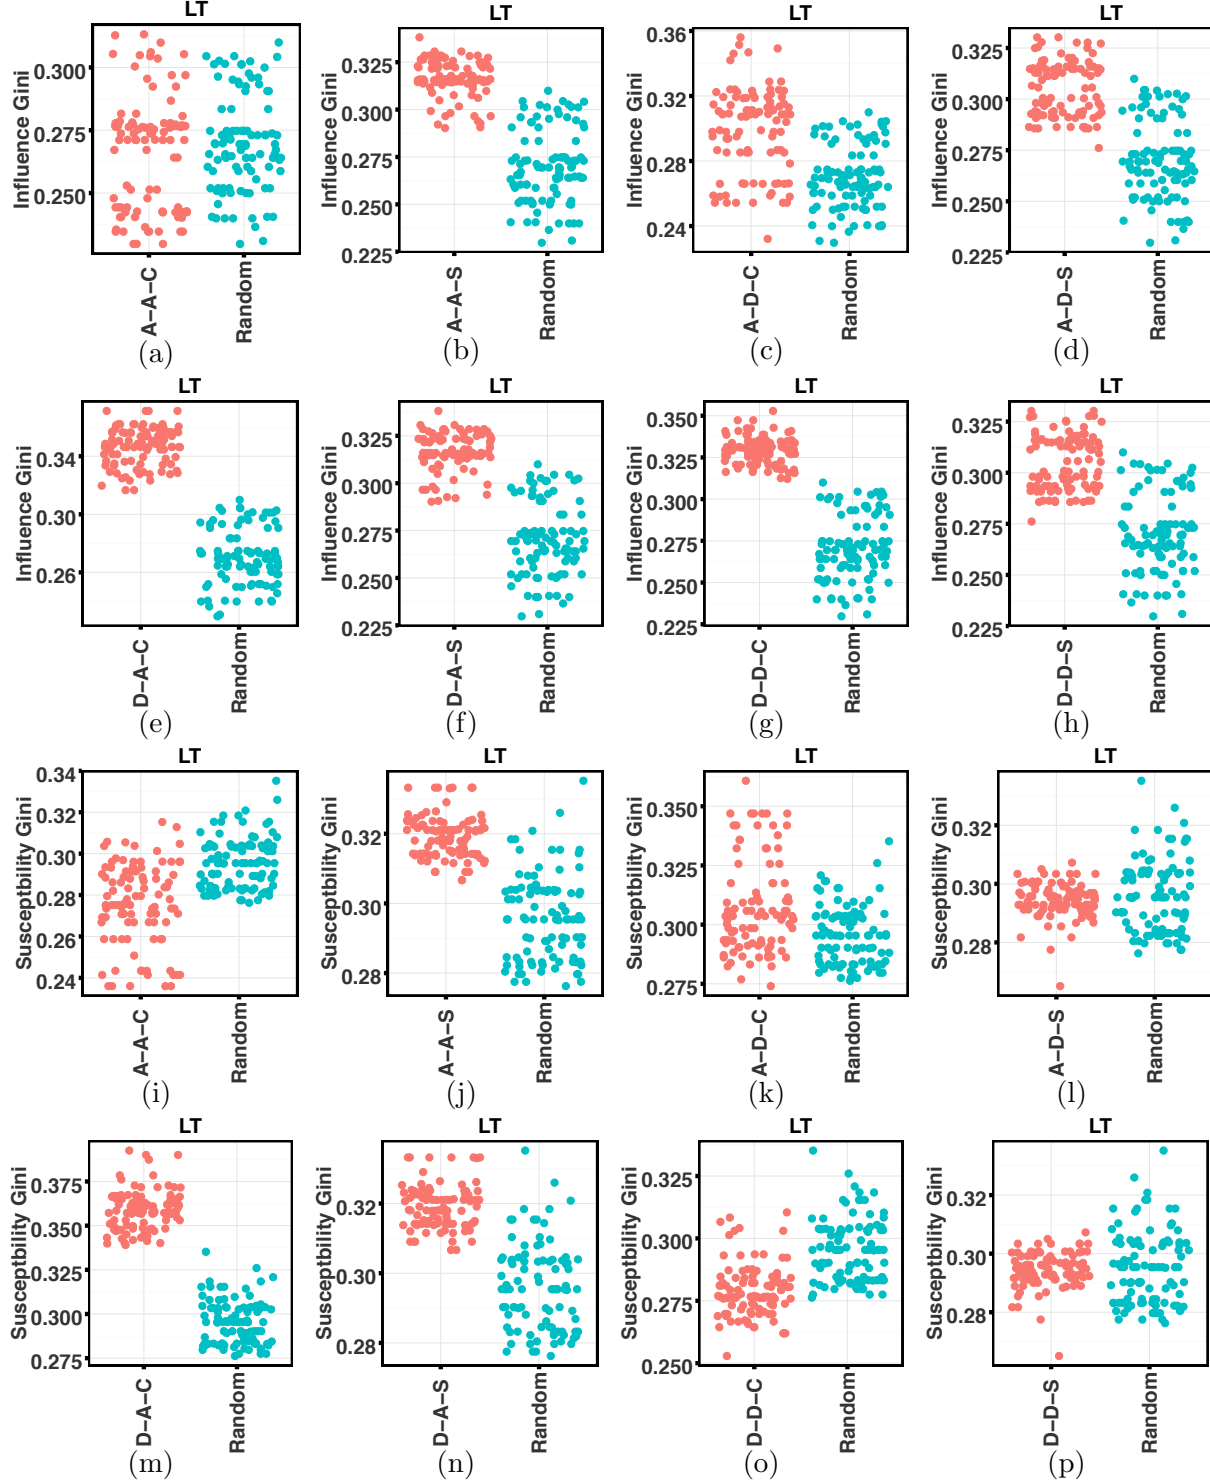 LT LT LT LT
Influence Gini 0.300 0.275 0.250 A−A−C Random
Influence Gini 0.325 0.300 0.275 0.250 0.225 A−A−S Random
Influence Gini 0.36 0.32 0.28 0.24 A−D−C Random
Influence Gini 0.325 0.300 0.275 0.250 0.225 A−D−S Random
(a) (b) (c) (d)
LT LT LT LT
Influence Gini 0.34 0.30 0.26 D−A−C Random
Influence Gini 0.325 0.300 0.275 0.250 0.225 D−A−S Random
Influence Gini 0.350 0.325 0.300 0.275 0.250 0.225 D−D−C Random
Influence Gini 0.325 0.300 0.275 0.250 0.225 D−D−S Random
(e) (f) (g) (h)
LT LT LT LT
Susceptbility Gini 0.34 0.32 0.30 0.28 0.26 0.24 A−A−C Random
Susceptbility Gini 0.32 0.30 0.28 A−A−S Random
Susceptbility Gini 0.350 0.325 0.300 0.275 A−D−C Random
Susceptbility Gini 0.32 0.30 0.28 A−D−S Random
(i) (j) (k) (l)
LT LT LT LT
Susceptbility Gini 0.375 0.350 0.325 0.300 0.275 D−A−C Random
Susceptbility Gini 0.32 0.30 0.28 D−A−S Random
Susceptbility Gini 0.325 0.300 0.275 0.250 D−D−C Random
Susceptbility Gini 0.32 0.30 0.28 D−D−S Random
(m) (n) (o) (p)